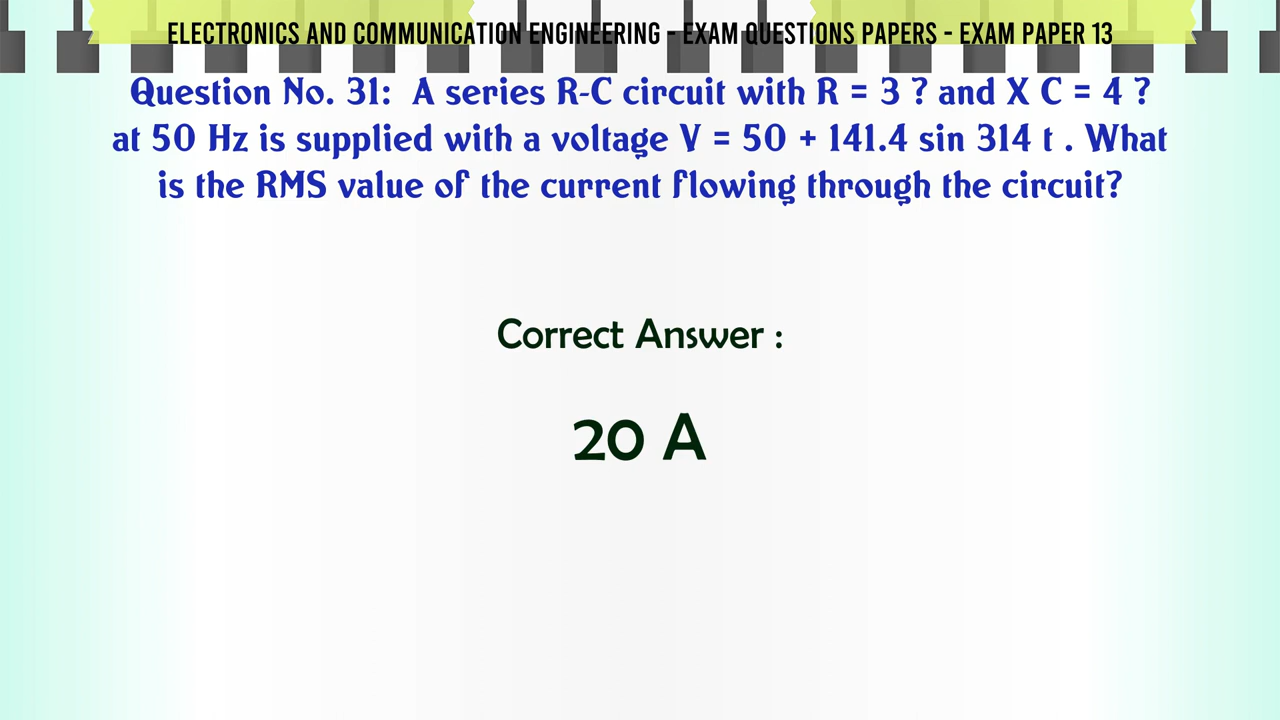 ELECTRONICS AND COMMUNICATION ENGINEERING - EXAM QUESTIONS PAPERS - EXAM PAPER 13
Question No. 31:  A series R-C circuit with R = 3 ? and X C = 4 ?
at 50 Hz is supplied with a voltage V = 50 + 141.4 sin 314 t . What
is the RMS value of the current flowing through the circuit?
Correct Answer :
20 A